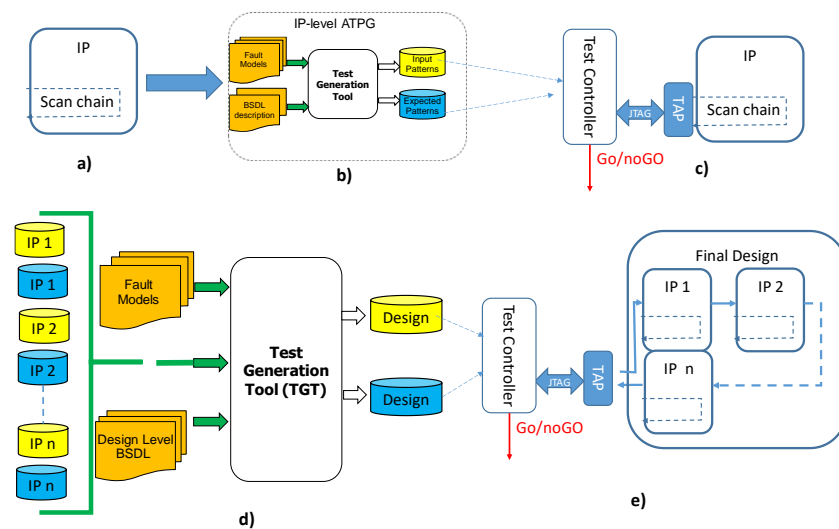 IP
Scan chain
a)
IP-level ATPG
Fault
Models
BSDL
description
Test
Generation
Tool
Input
Patterns
Expected
Patterns
b)
Test Controller
JTAG
TAP
IP
Scan chain
Go/noGO
c)
IP 1
IP 1
IP 2
IP 2
IP n
IP n
Fault
Models
Design Level
BSDL
Test
Generation
Tool (TGT)
Design
Design
d)
Test Controller
JTAG
TAP
Go/noGO
Final Design
IP 1
IP 2
IP n
e)